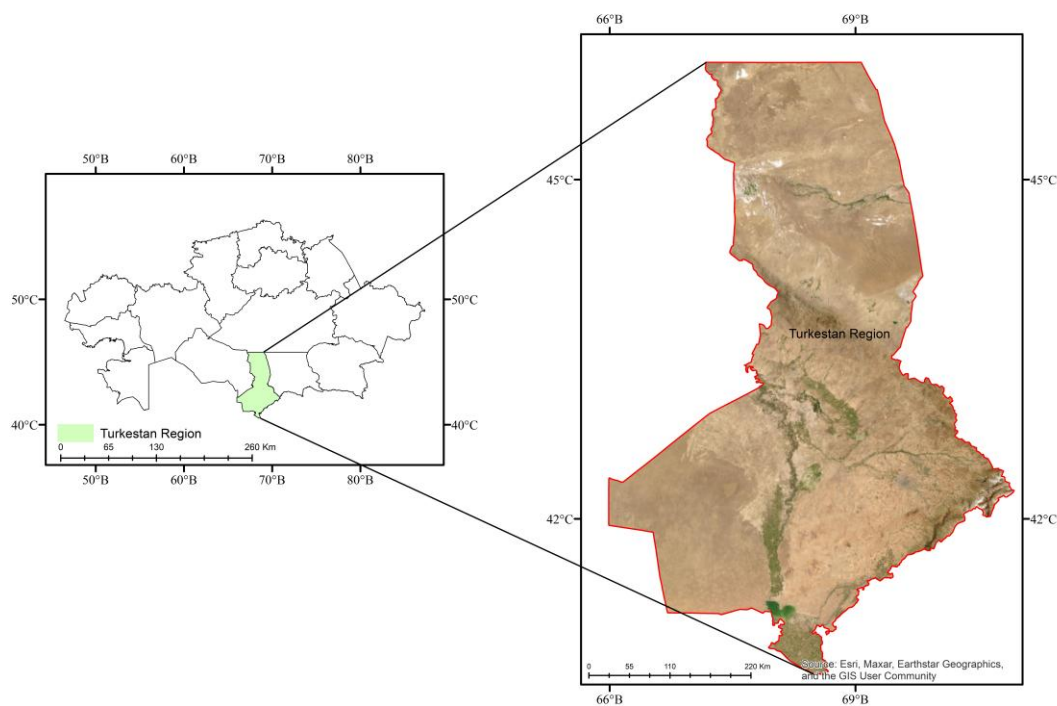 50°B 60°B 70°B 80°B
50°C 50°C
40°C 40°C
Turkestan Region
0 65 130 260 Km
50°B 60°B 70°B 80°B
66°B 69°B
45°C 45°C
Turkestan Region
42°C 42°C
0 55 110 220 Km
Source: Esri, Maxar, Earthstar Geographics,
and the GIS User Community
66°B 69°B